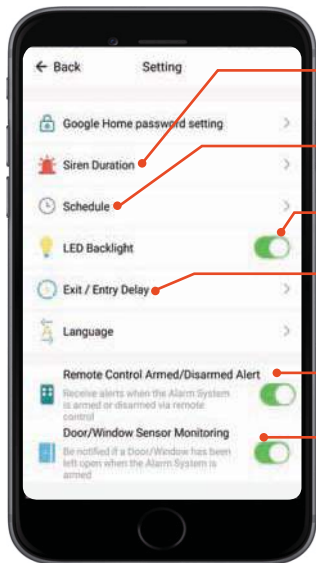 ← Back Setting
Google Home password setting
Siren Duration
Schedule
LED Backlight
Exit / Entry Delay
Language
Remote Control Armed/Disarmed Alert
Receive alerts when the Alarm System
is armed or disarmed via remote
control
Door/Window Sensor Monitoring
Be notified if a Door/Window has been
left open when the Alarm System is
armed